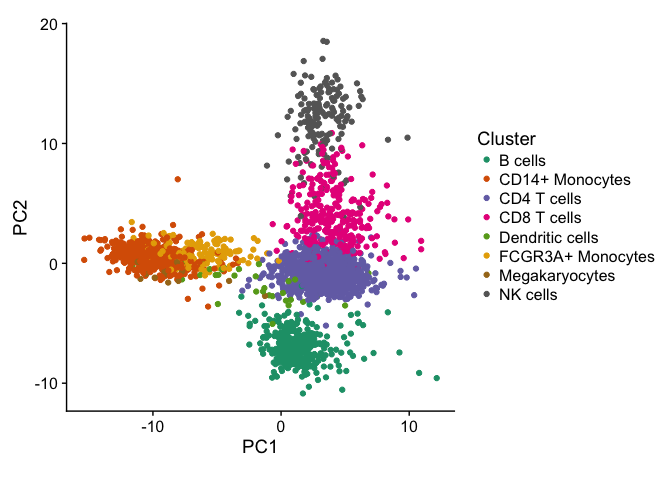 20
10
0
-10
PC2
-10
0
10
PC1
Cluster
B cells
CD14+ Monocytes
CD4 T cells
CD8 T cells
Dendritic cells
FCGR3A+ Monocytes
Megakaryocytes
NK cells